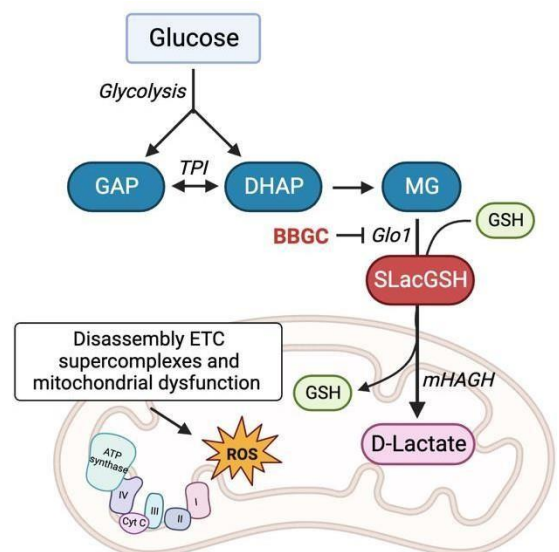 Glucose
Glycolysis
TPI
GAP
DHAP
MG
GSH
BBGC
Glo1
SLacGSH
Disassembly ETC
supercomplexes and
mitochondrial dysfunction
GSH
mHAGH
ROS
D-Lactate
ATP
synthase
IV
III
I
Cyt C
II